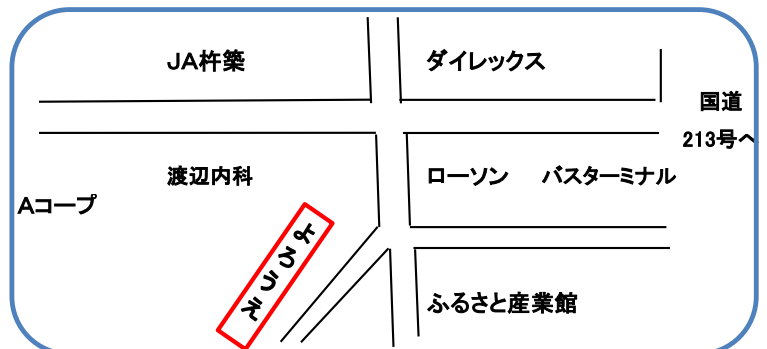 JA杵築
ダイレックス
国道
213号へ
渡辺内科
ローソン
バスターミナル
Aコープ
よろうえ
ふるさと産業館